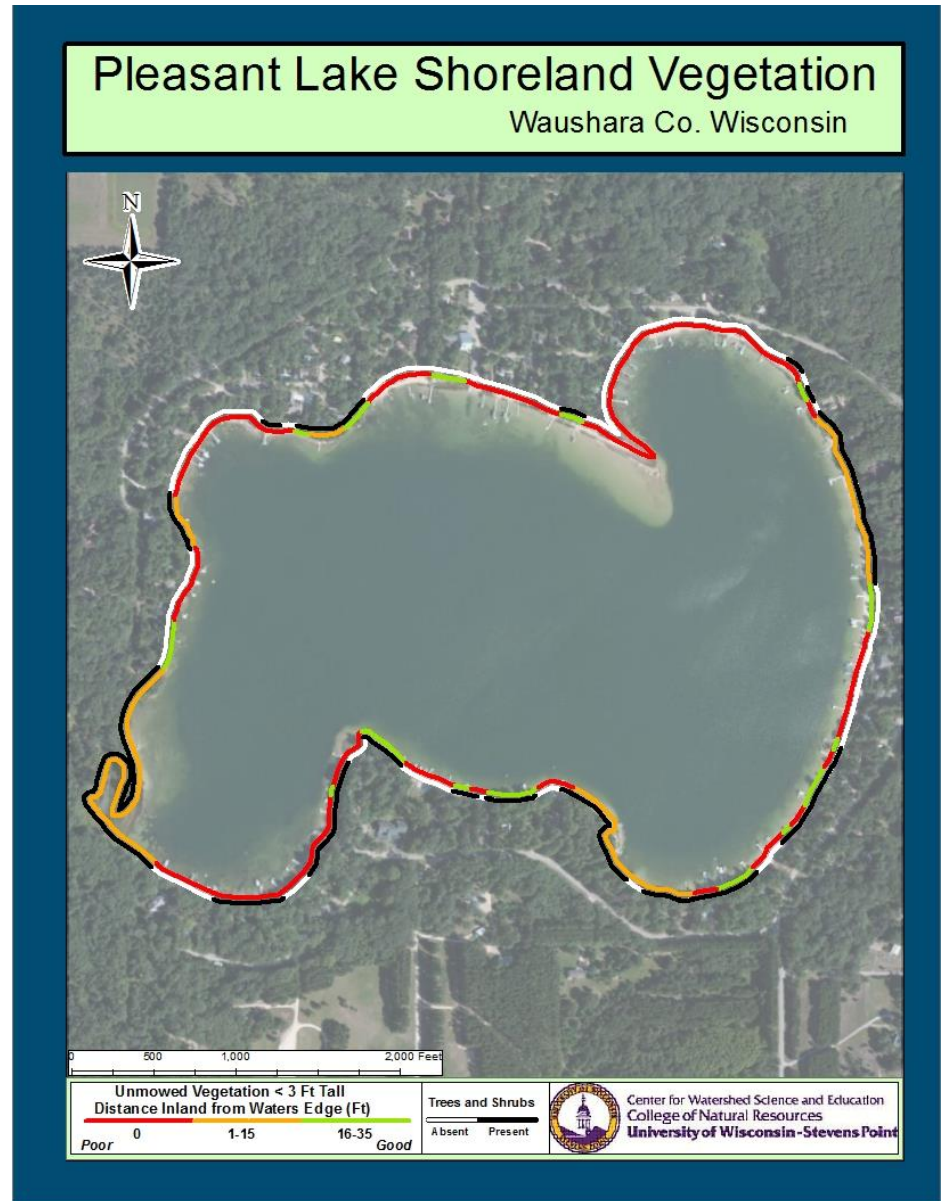 Pleasant Lake Shoreland Vegetation
Waushara Co. Wisconsin
N
0 500 1,000 2,000 Feet
Unmowed Vegetation < 3 Ft Tall
Distance Inland from Waters Edge (Ft)
0 1-15 16-35
Poor Good
Trees and Shrubs
Absent Present
Center for Watershed Science and Education
College of Natural Resources
University of Wisconsin-Stevens Point